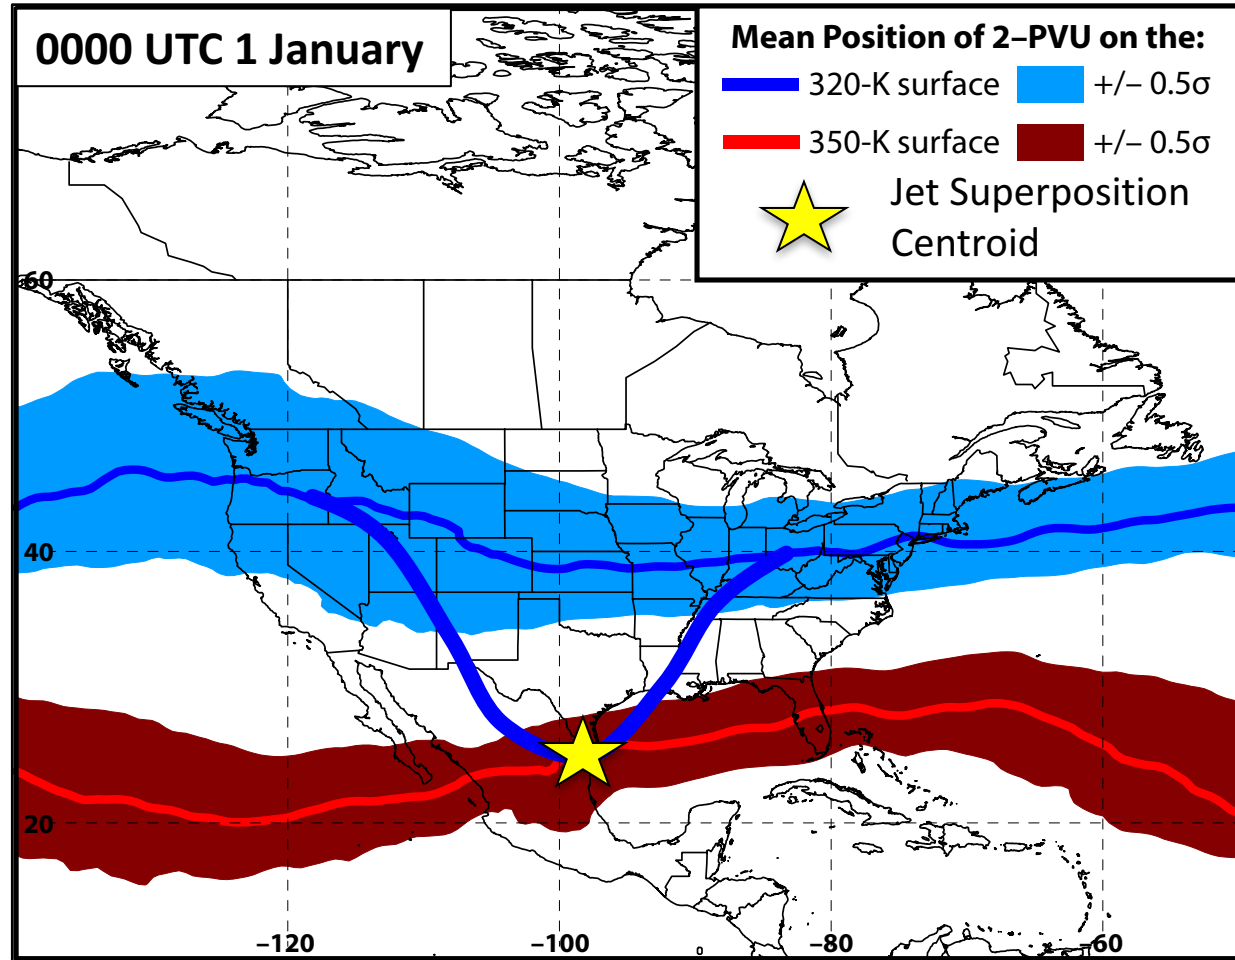 0000 UTC 1 January
Mean Position of 2–PVU on the:
320-K surface +/– 0.5σ
350-K surface +/– 0.5σ
Jet Superposition
Centroid
60
40
20
–120 –100 –80 –60